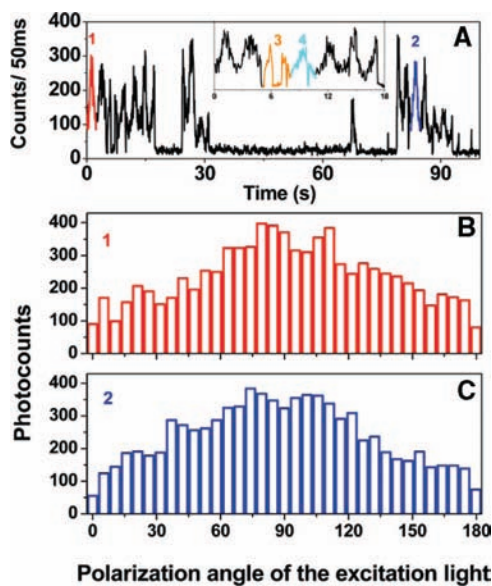 A
1
3
4
2
Counts/ 50ms
400
300
200
100
0
0 6 12 18
0 30 60 90
Time (s)
B
1
400
300
200
100
0
C
2
400
300
200
100
0
Photocounts
0 30 60 90 120 150 180
Polarization angle of the excitation light